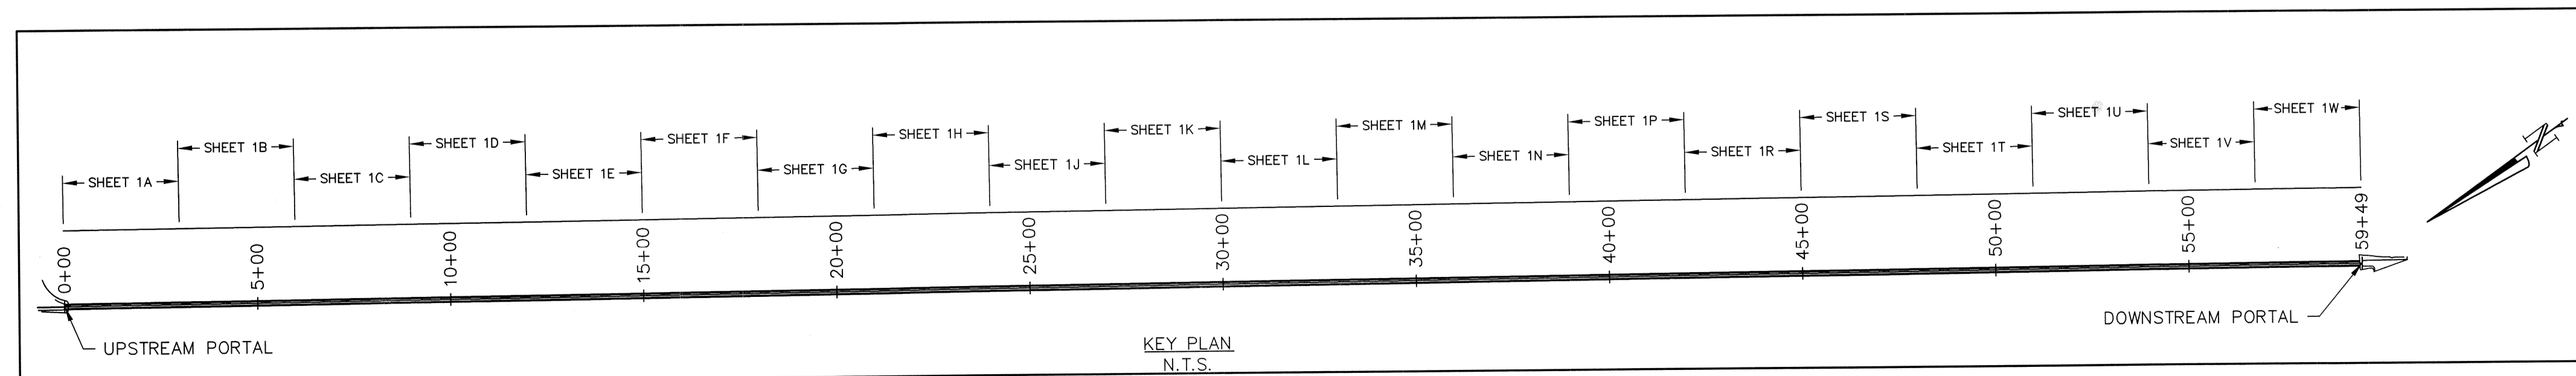 SHEET 1A
SHEET 1B
SHEET 1C
SHEET 1D
SHEET 1E
SHEET 1F
SHEET 1G
SHEET 1H
SHEET 1J
SHEET 1K
SHEET 1L
SHEET 1M
SHEET 1N
SHEET 1P
SHEET 1R
SHEET 1S
SHEET 1T
SHEET 1U
SHEET 1V
SHEET 1W
N
0+00
5+00
10+00
15+00
20+00
25+00
30+00
35+00
40+00
45+00
50+00
55+00
59+49
UPSTREAM PORTAL
DOWNSTREAM PORTAL
KEY PLAN
N.T.S.